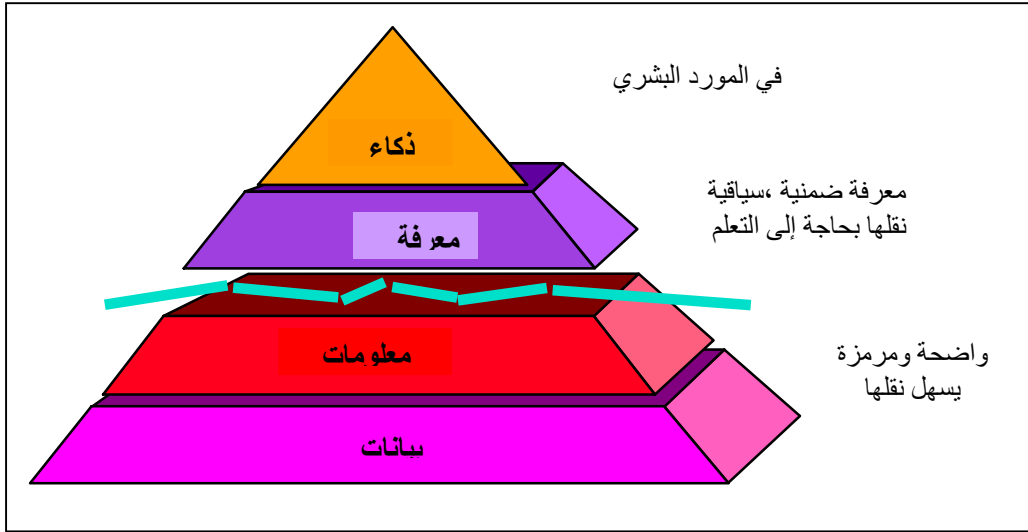 في المورد البشري
ذكاء
معرفة ضمنية ،سياقية
نقلها بحاجة إلى التعلم
معرفة
معلومات
واضحة ومرمزة
يسهل نقلها
بيانات